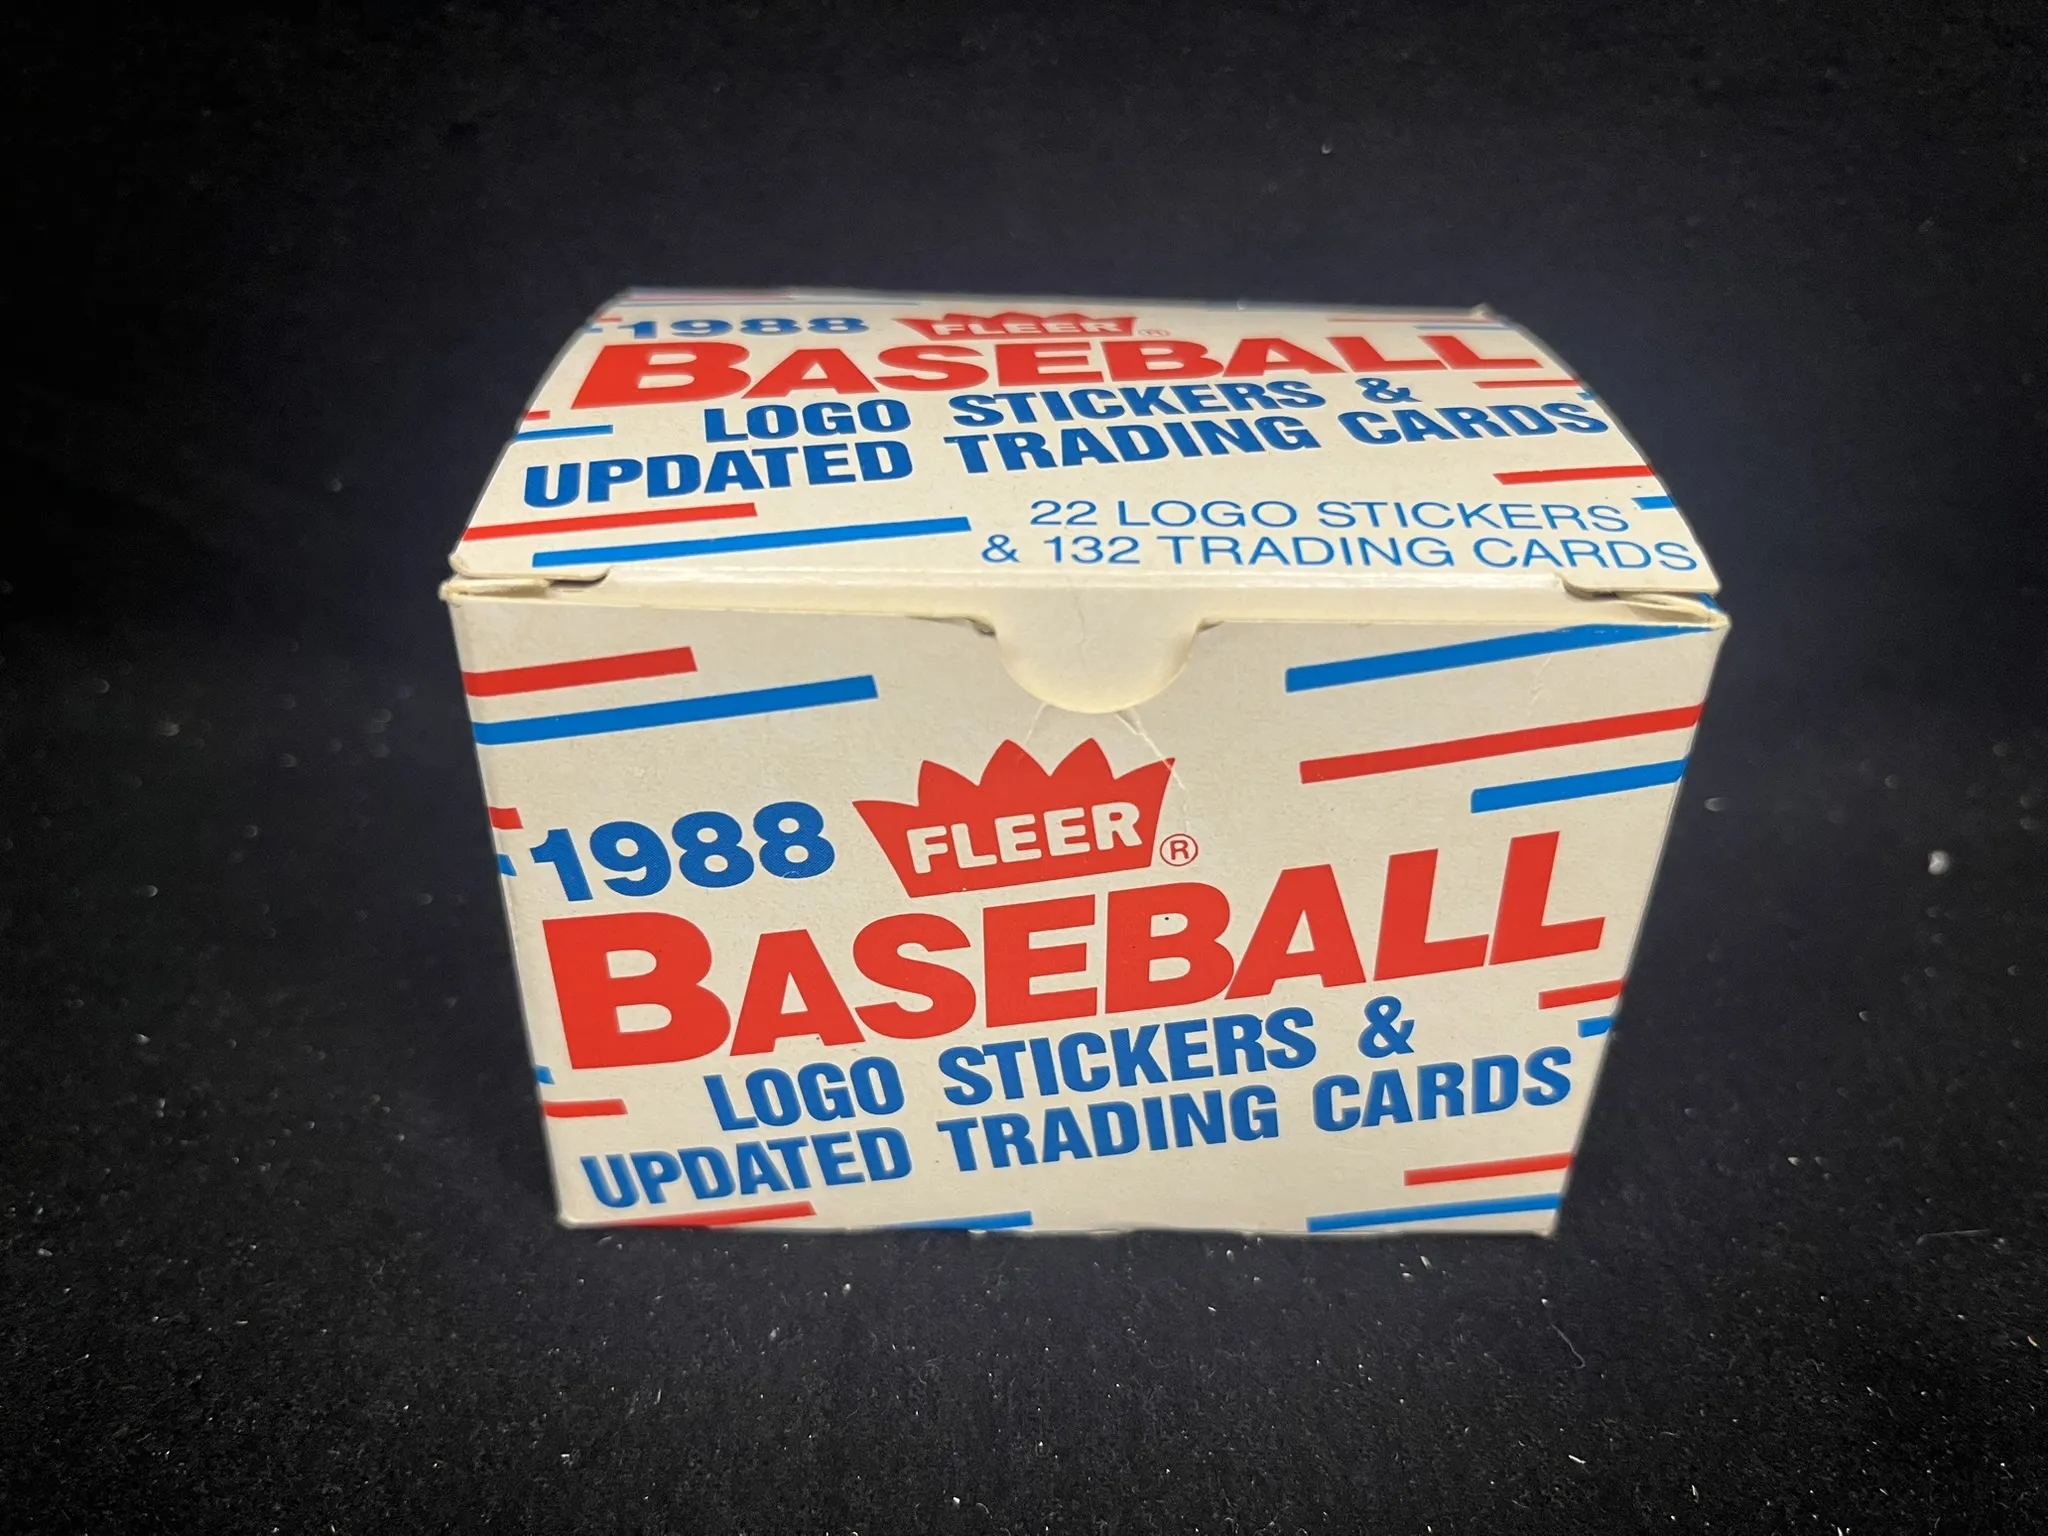 1988 FLEER®
BASEBALL
LOGO STICKERS &
UPDATED TRADING CARDS
22 LOGO STICKERS
& 132 TRADING CARDS
1988 FLEER®
BASEBALL
LOGO STICKERS &
UPDATED TRADING CARDS